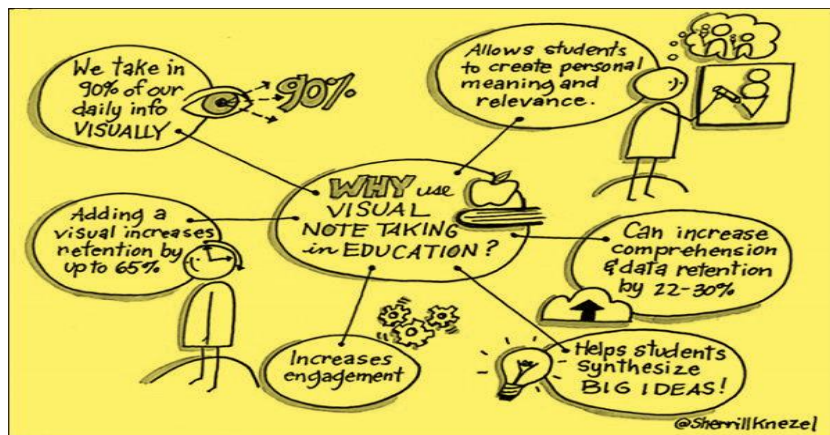 We take in
90% of our
daily info
VISUALLY
90%
Allows students
to create personal
meaning and
relevance.
WHY use
VISUAL
NOTE TAKING
in EDUCATION?
Adding a
visual increases
retention by
up to 65%
Can increase
comprehension
& data retention
by 22-30%
Increases
engagement
Helps students
synthesize
BIG IDEAS!
@SherrillKnezel